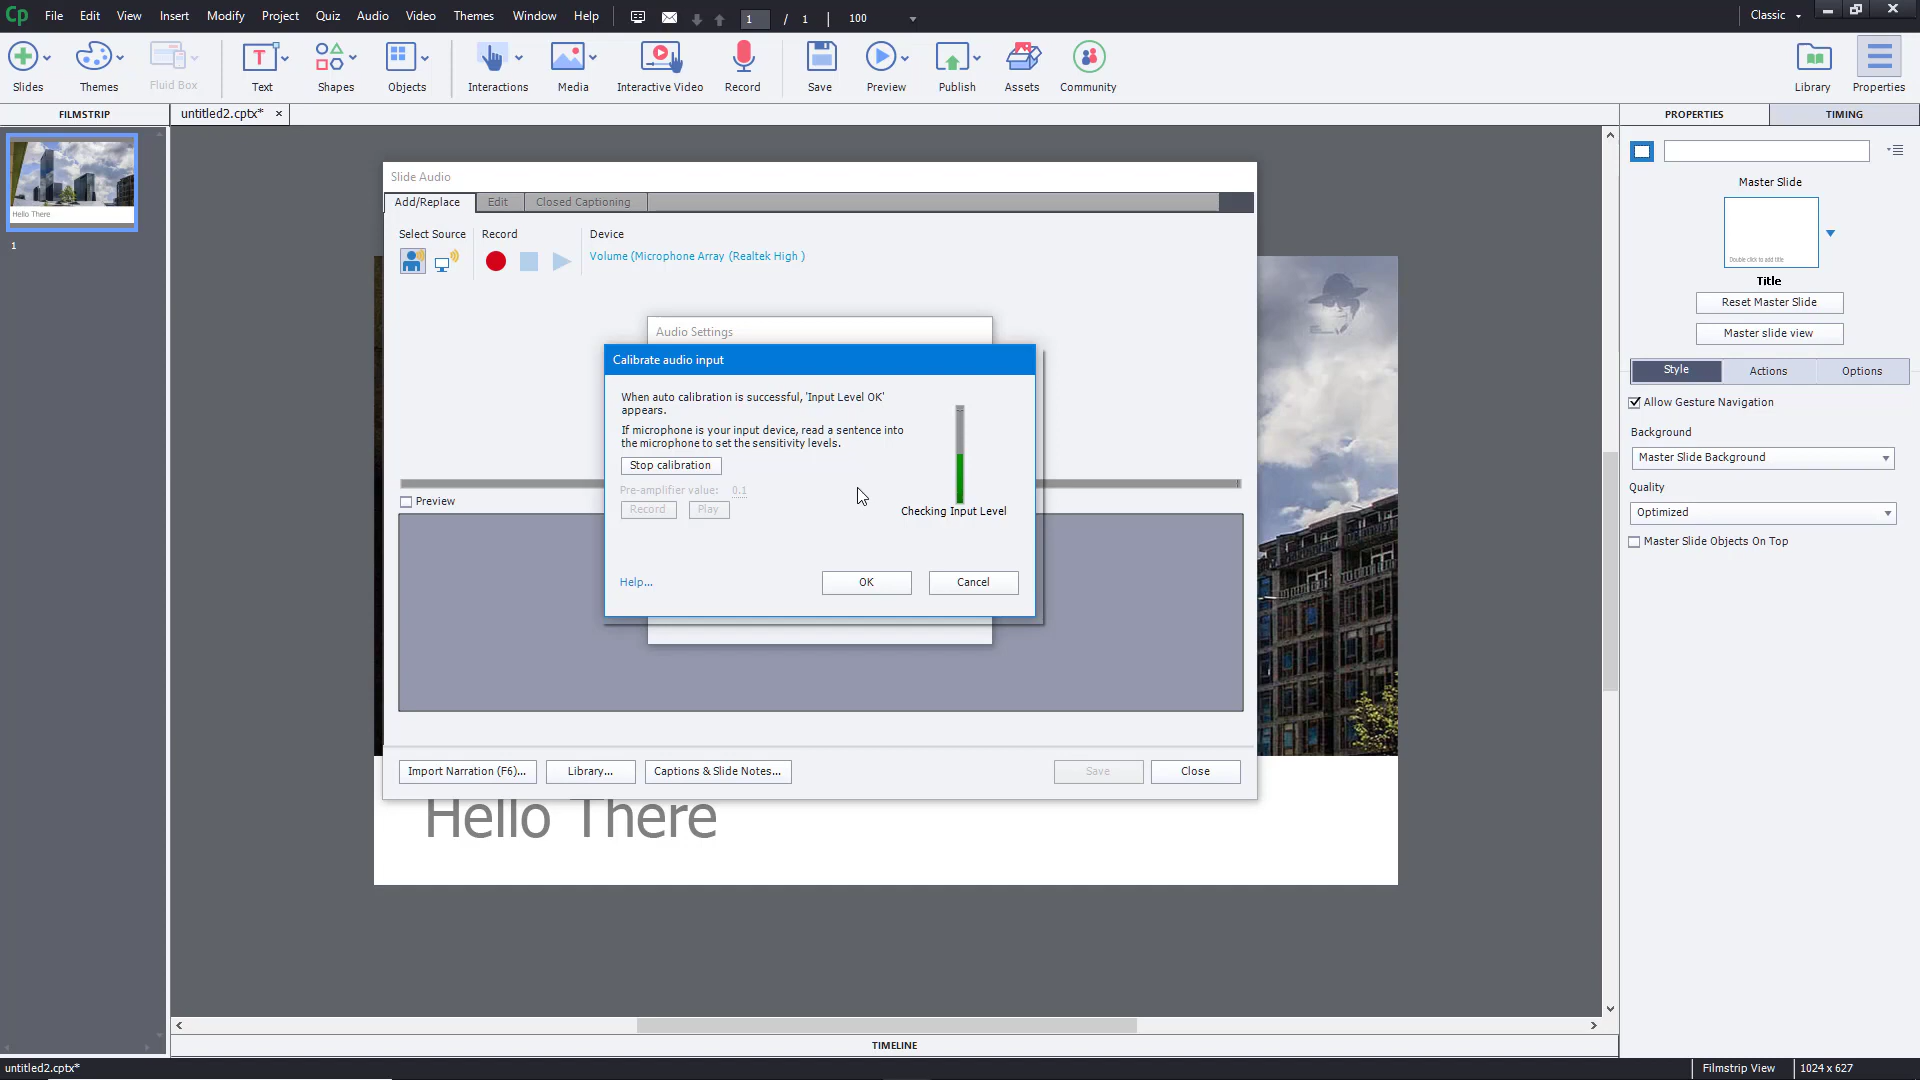 Cp File Edit View Insert Modify Project Quiz Audio Video Themes Window Help 1 / 1 100 Classic
Slides Themes Fluid Box Text Shapes Objects Interactions Media Interactive Video Record Save Preview Publish Assets Community Library Properties
FILMSTRIP untitled2.cptx* × PROPERTIES TIMING
Hello There
1
Slide Audio
Add/Replace Edit Closed Captioning
Select Source Record Device
Volume (Microphone Array (Realtek High )
Audio Settings
Calibrate audio input
When auto calibration is successful, 'Input Level OK'
appears.
If microphone is your input device, read a sentence into
the microphone to set the sensitivity levels.
Stop calibration
Pre-amplifier value: 0.1
Record Play
Checking Input Level
Help... OK Cancel
Preview
Import Narration (F6)... Library... Captions & Slide Notes... Save Close
Hello There
Master Slide
Double click to add title
Title
Reset Master Slide
Master slide view
Style Actions Options
Allow Gesture Navigation
Background
Master Slide Background
Quality
Optimized
Master Slide Objects On Top
TIMELINE
untitled2.cptx* Filmstrip View 1024 x 627